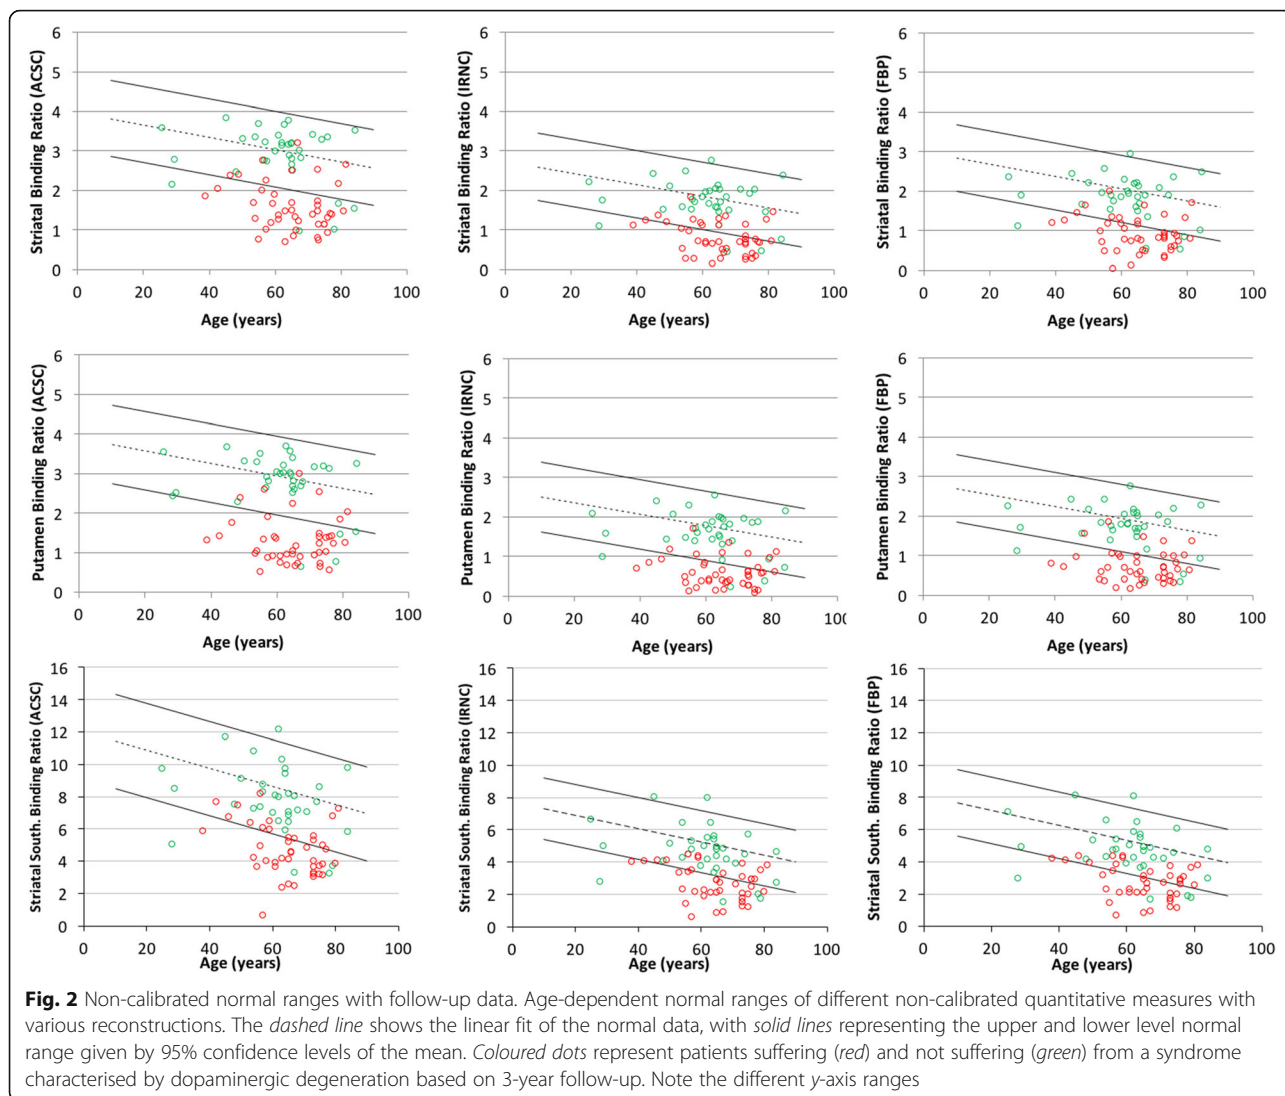 Striatal Binding Ratio (ACSC)
6
5
4
3
2
1
0
0 20 40 60 80 100
Age (years)
Striatal Binding Ratio (IRNC)
6
5
4
3
2
1
0
0 20 40 60 80 100
Age (years)
Striatal Binding Ratio (FBP)
6
5
4
3
2
1
0
0 20 40 60 80 100
Age (years)
Putamen Binding Ratio (ACSC)
6
5
4
3
2
1
0
0 20 40 60 80 100
Age (years)
Putamen Binding Ratio (IRNC)
6
5
4
3
2
1
0
0 20 40 60 80 100
Age (years)
Putamen Binding Ratio (FBP)
6
5
4
3
2
1
0
0 20 40 60 80 100
Age (years)
Striatal South. Binding Ratio (ACSC)
16
14
12
10
8
6
4
2
0
0 20 40 60 80 100
Age (years)
Striatal South. Binding Ratio (IRNC)
16
14
12
10
8
6
4
2
0
0 20 40 60 80 100
Age (years)
Striatal South. Binding Ratio (FBP)
16
14
12
10
8
6
4
2
0
0 20 40 60 80 100
Age (years)
Fig. 2 Non-calibrated normal ranges with follow-up data. Age-dependent normal ranges of different non-calibrated quantitative measures with
various reconstructions. The dashed line shows the linear fit of the normal data, with solid lines representing the upper and lower level normal
range given by 95% confidence levels of the mean. Coloured dots represent patients suffering (red) and not suffering (green) from a syndrome
characterised by dopaminergic degeneration based on 3-year follow-up. Note the different y-axis ranges